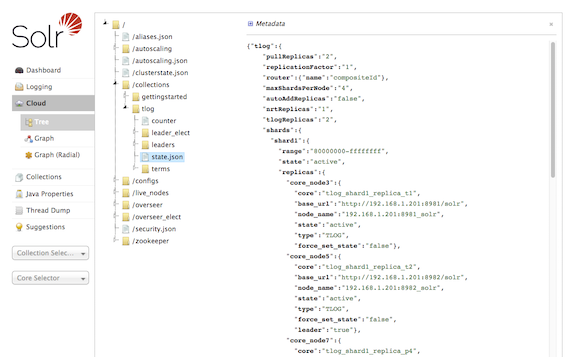 Solr
Dashboard
Logging
Cloud
Tree
Graph
Graph (Radial)
Collections
Java Properties
Thread Dump
Suggestions
Collection Selec...
Core Selector
/
/aliases.json
/autoscaling
/autoscaling.json
/clusterstate.json
/collections
gettingstarted
tlog
counter
leader_elect
leaders
state.json
terms
/configs
/live_nodes
/overseer
/overseer_elect
/security.json
/zookeeper
Metadata
×
{"tlog":{
"pullReplicas":"2",
"replicationFactor":"1",
"router":{"name":"compositeId"},
"maxShardsPerNode":"4",
"autoAddReplicas":"false",
"nrtReplicas":"1",
"tlogReplicas":"2",
"shards":{
"shard1":{
"range":"80000000-ffffffff",
"state":"active",
"replicas":{
"core_node3":{
"core":"tlog_shard1_replica_t1",
"base_url":"http://192.168.1.201:8981/solr",
"node_name":"192.168.1.201:8981_solr",
"state":"active",
"type":"TLOG",
"force_set_state":"false"},
"core_node5":{
"core":"tlog_shard1_replica_t2",
"base_url":"http://192.168.1.201:8982/solr",
"node_name":"192.168.1.201:8982_solr",
"state":"active",
"type":"TLOG",
"force_set_state":"false",
"leader":"true"},
"core_node7":{
"core":"tlog_shard1_replica_p4",